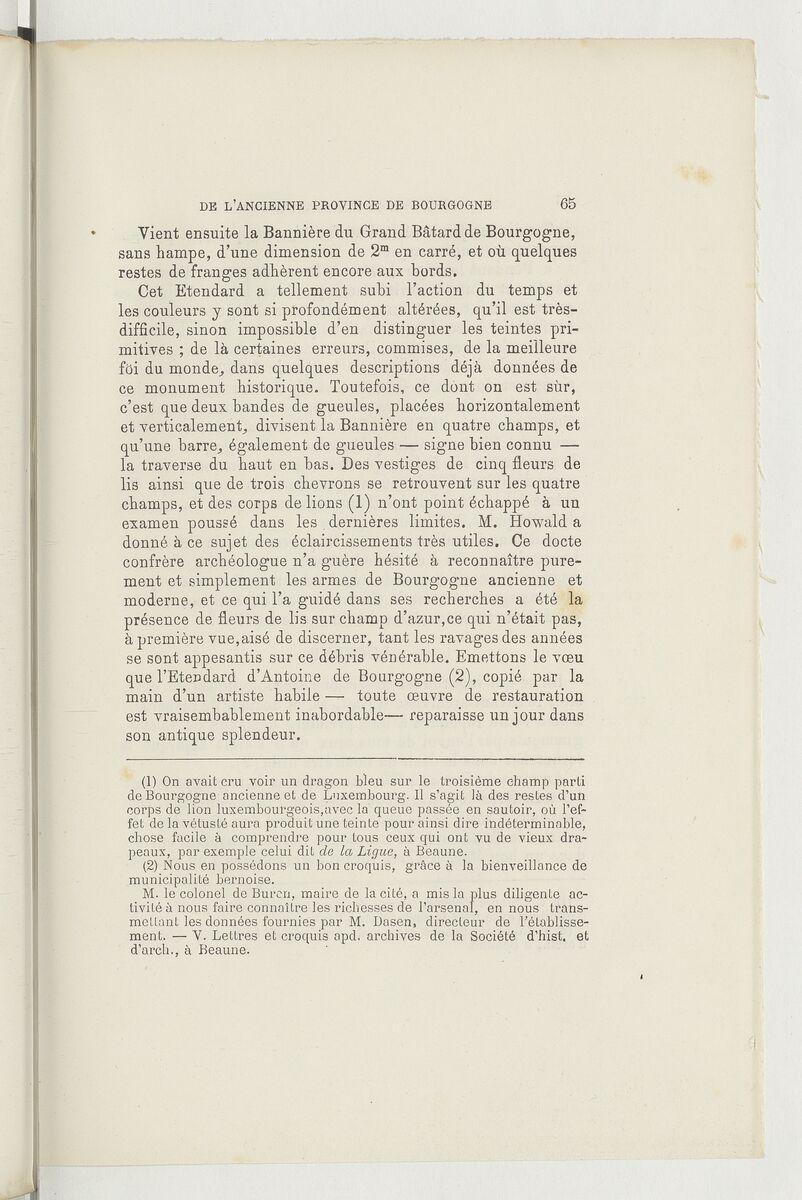 DE L'ANCIENNE PROVINCE DE BOURGOGNE 65
Vient ensuite la Bannière du Grand Bâtard de Bourgogne,
sans hampe, d'une dimension de 2m en carré, et où quelques
restes de franges adhèrent encore aux bords.
Cet Etendard a tellement subi l'action du temps et
les couleurs y sont si profondément altérées, qu'il est très-
difficile, sinon impossible d'en distinguer les teintes pri-
mitives ; de là certaines erreurs, commises, de la meilleure
foi du monde, dans quelques descriptions déjà données de
ce monument historique. Toutefois, ce dont on est sûr,
c'est que deux bandes de gueules, placées horizontalement
et verticalement, divisent la Bannière en quatre champs, et
qu'une barre, également de gueules — signe bien connu —
la traverse du haut en bas. Des vestiges de cinq fleurs de
lis ainsi que de trois chevrons se retrouvent sur les quatre
champs, et des corps de lions (1) n'ont point échappé à un
examen poussé dans les dernières limites. M. Howald a
donné à ce sujet des éclaircissements très utiles. Ce docte
confrère archéologue n'a guère hésité à reconnaître pure-
ment et simplement les armes de Bourgogne ancienne et
moderne, et ce qui l'a guidé dans ses recherches a été la
présence de fleurs de lis sur champ d'azur,ce qui n'était pas,
à première vue,aisé de discerner, tant les ravages des années
se sont appesantis sur ce débris vénérable. Emettons le vœu
que l'Etendard d'Antoine de Bourgogne (2), copié par la
main d'un artiste habile — toute œuvre de restauration
est vraisembablement inabordable— reparaisse un jour dans
son antique splendeur.
(1) On avait cru voir un dragon bleu sur le troisième champ parti
de Bourgogne ancienne et de Luxembourg. Il s'agit là des restes d'un
corps de lion luxembourgeois,avec la queue passée en sautoir, où l'ef-
fet de la vétusté aura produit une teinte pour ainsi dire indéterminable,
chose facile à comprendre pour tous ceux qui ont vu de vieux dra-
peaux, par exemple celui dit de la Ligue, à Beaune.
(2) Nous en possédons un bon croquis, grâce à la bienveillance de
municipalité bernoise.
M. le colonel de Buren, maire de la cité, a mis la plus diligente ac-
tivité à nous faire connaître les richesses de l'arsenal, en nous trans-
mettant les données fournies par M. Dasen, directeur de l'établisse-
ment. — V. Lettres et croquis apd. archives de la Société d'hist. et
d'arch., à Beaune.